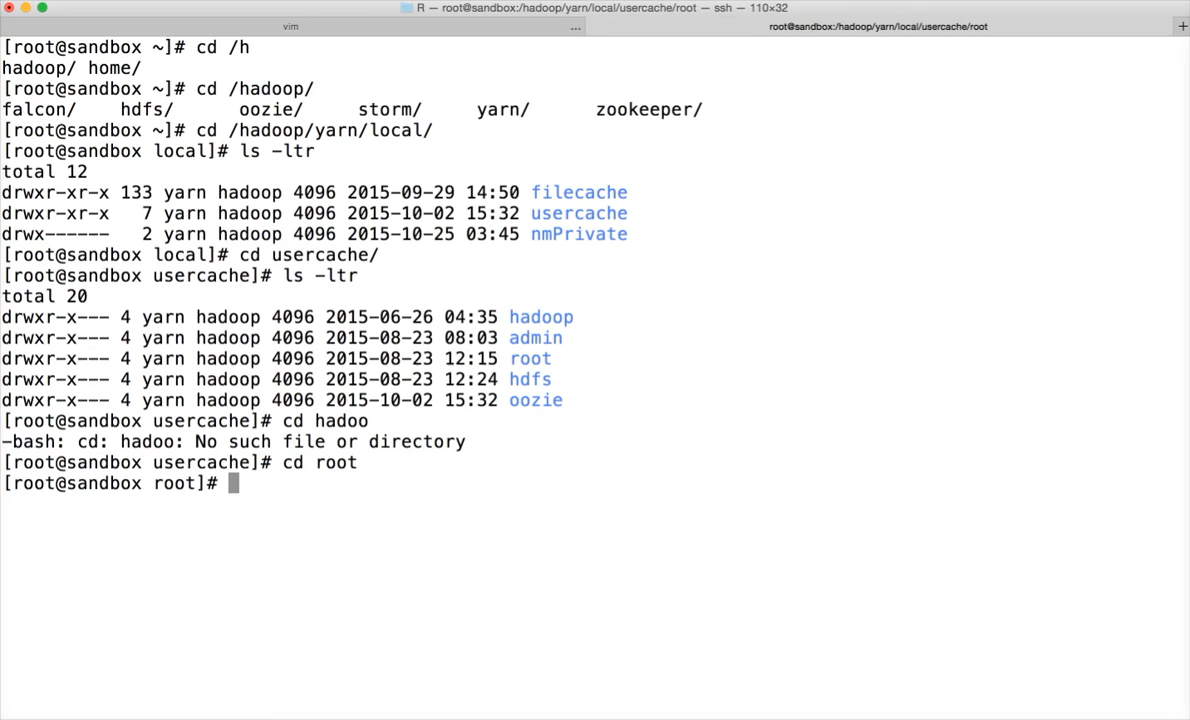 R — root@sandbox:/hadoop/yarn/local/usercache/root — ssh — 110×32
vim ... root@sandbox:/hadoop/yarn/local/usercache/root +
[root@sandbox ~]# cd /h
hadoop/ home/
[root@sandbox ~]# cd /hadoop/
falcon/    hdfs/      oozie/     storm/     yarn/      zookeeper/
[root@sandbox ~]# cd /hadoop/yarn/local/
[root@sandbox local]# ls -ltr
total 12
drwxr-xr-x 133 yarn hadoop 4096 2015-09-29 14:50 filecache
drwxr-xr-x   7 yarn hadoop 4096 2015-10-02 15:32 usercache
drwx------   2 yarn hadoop 4096 2015-10-25 03:45 nmPrivate
[root@sandbox local]# cd usercache/
[root@sandbox usercache]# ls -ltr
total 20
drwxr-x--- 4 yarn hadoop 4096 2015-06-26 04:35 hadoop
drwxr-x--- 4 yarn hadoop 4096 2015-08-23 08:03 admin
drwxr-x--- 4 yarn hadoop 4096 2015-08-23 12:15 root
drwxr-x--- 4 yarn hadoop 4096 2015-08-23 12:24 hdfs
drwxr-x--- 4 yarn hadoop 4096 2015-10-02 15:32 oozie
[root@sandbox usercache]# cd hadoo
-bash: cd: hadoo: No such file or directory
[root@sandbox usercache]# cd root
[root@sandbox root]#